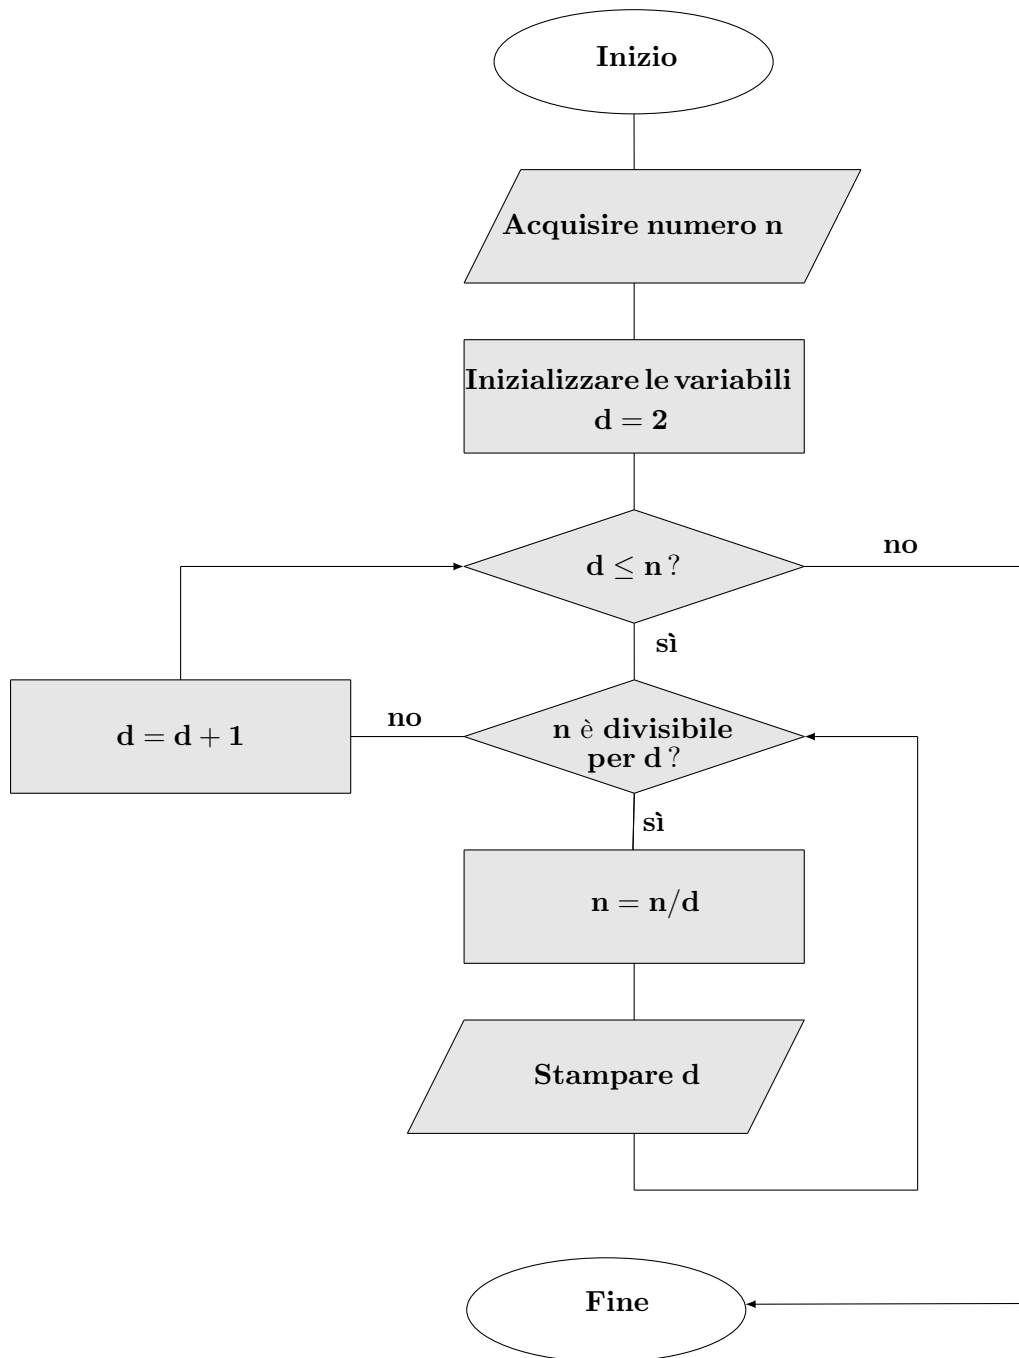 Inizio
Acquisire numero n
Inizializzare le variabili
d = 2
d ≤ n ?
no
sì
n è divisibile
per d ?
no
d = d + 1
sì
n = n/d
Stampare d
Fine